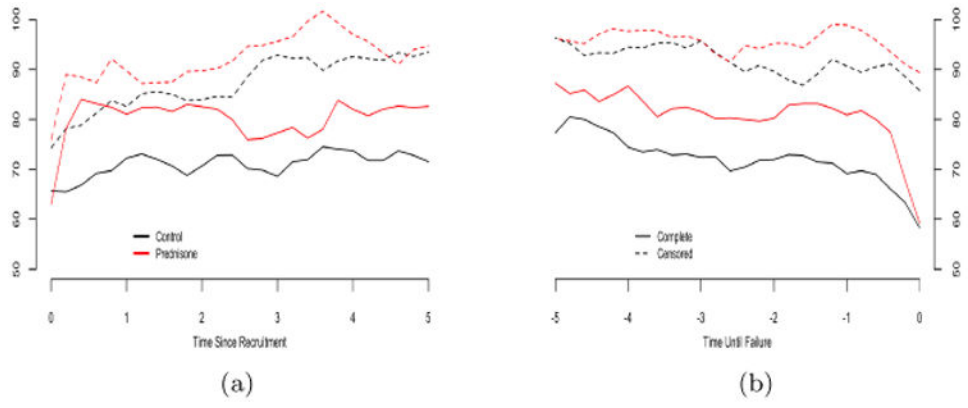 100
90
80
70
60
50
Control
Prednisone
0 1 2 3 4 5
Time Since Recruitment
(a)
100
90
80
70
60
50
Complete
Censored
-5 -4 -3 -2 -1 0
Time Until Failure
(b)